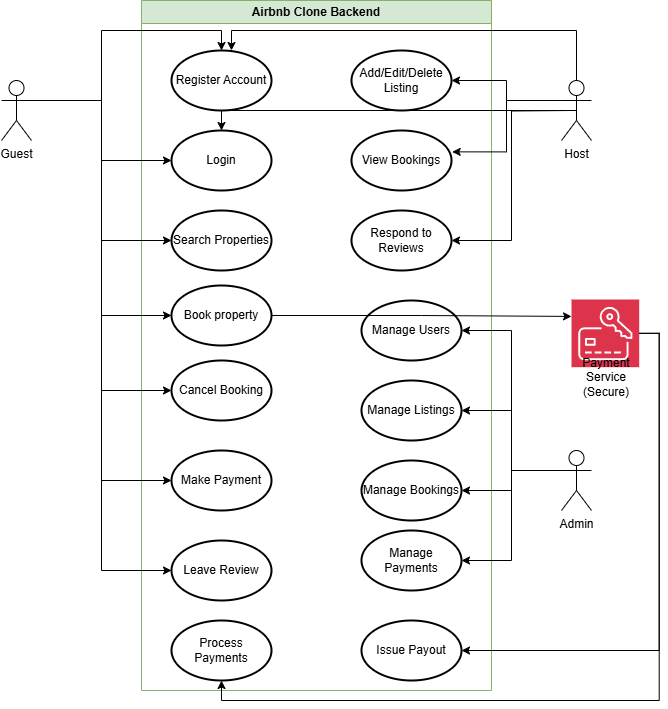 Airbnb Clone Backend
Register Account
Add/Edit/Delete
Listing
Guest
Login
View Bookings
Host
Search Properties
Respond to
Reviews
Book property
Manage Users
Payment
Service
(Secure)
Cancel Booking
Manage Listings
Make Payment
Manage Bookings
Admin
Leave Review
Manage
Payments
Process
Payments
Issue Payout